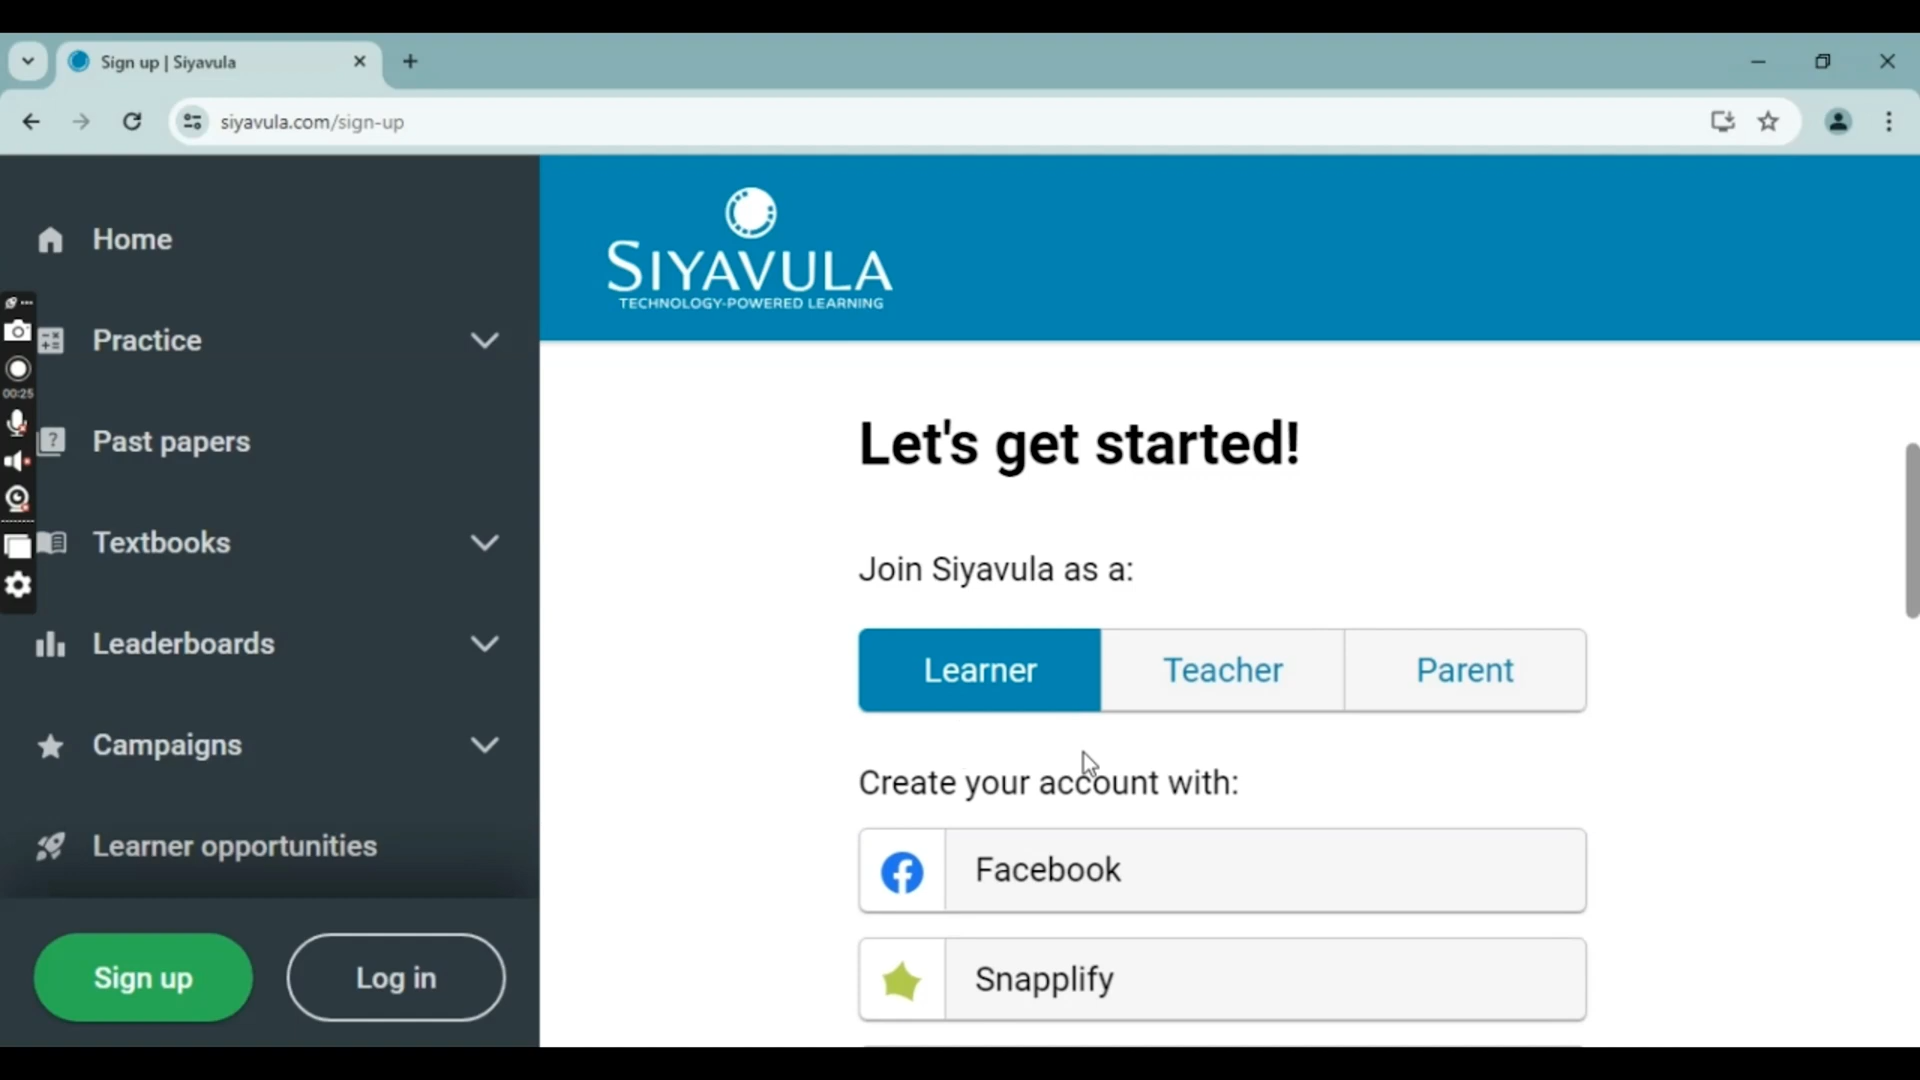 Sign up | Siyavula
siyavula.com/sign-up
Home
Practice
Past papers
Textbooks
Leaderboards
Campaigns
Learner opportunities
Sign up
Log in
00:25
SIYAVULA
TECHNOLOGY-POWERED LEARNING
Let's get started!
Join Siyavula as a:
Learner
Teacher
Parent
Create your account with:
Facebook
Snapplify